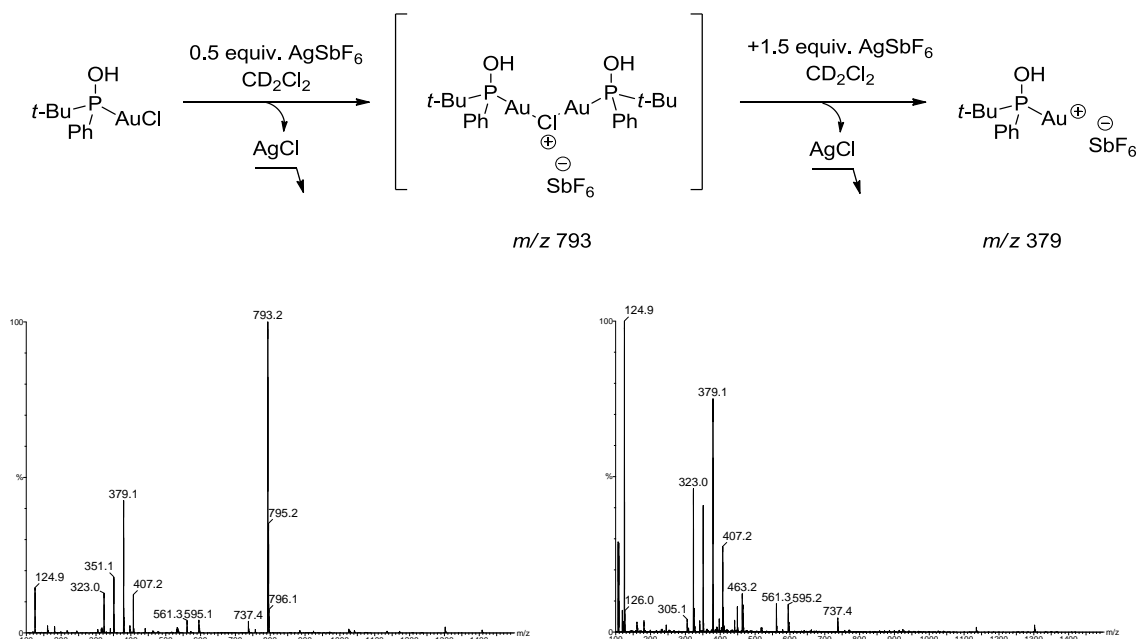 OH
t-Bu P
Ph AuCl
0.5 equiv. AgSbF6
CD2Cl2
AgCl
OH OH
t-Bu P Au Cl Au P t-Bu
Ph ⊕ Ph
⊖
SbF6
+1.5 equiv. AgSbF6
CD2Cl2
AgCl
OH
t-Bu P
Ph Au ⊕
⊖
SbF6
m/z 793
m/z 379
100
793.2
379.1
%
795.2
351.1
124.9
323.0
407.2
796.1
561.3 595.1
737.4
m/z
100
124.9
379.1
%
323.0
407.2
463.2
126.0
305.1
561.3 595.2
737.4
m/z